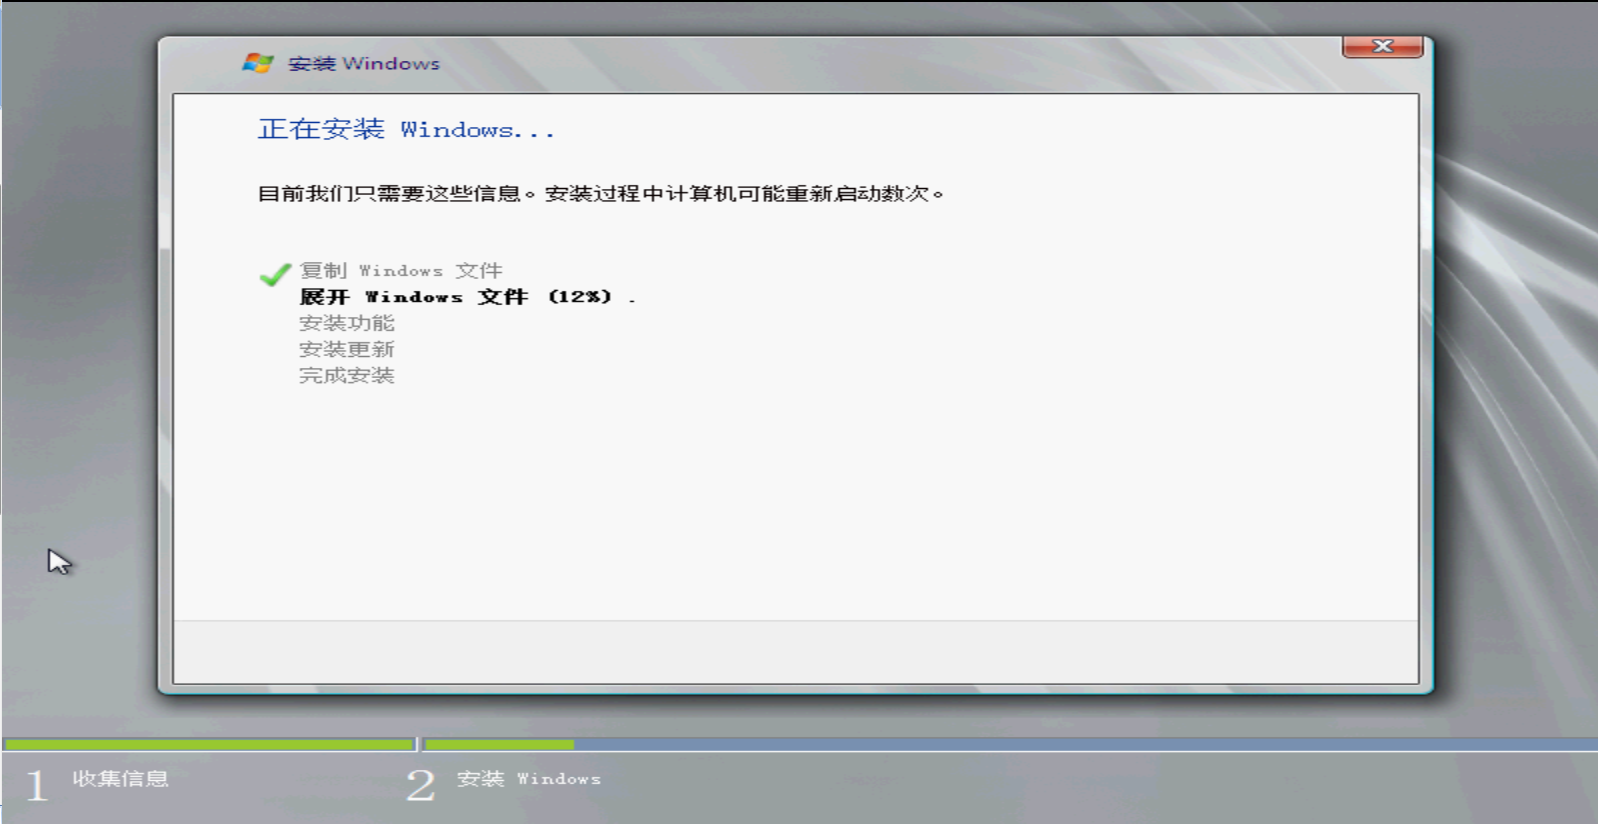 安装 Windows
正在安装 Windows...
目前我们只需要这些信息。安装过程中计算机可能重新启动数次。
复制 Windows 文件
展开 Windows 文件 (12%) .
安装功能
安装更新
完成安装
1 收集信息
2 安装 Windows